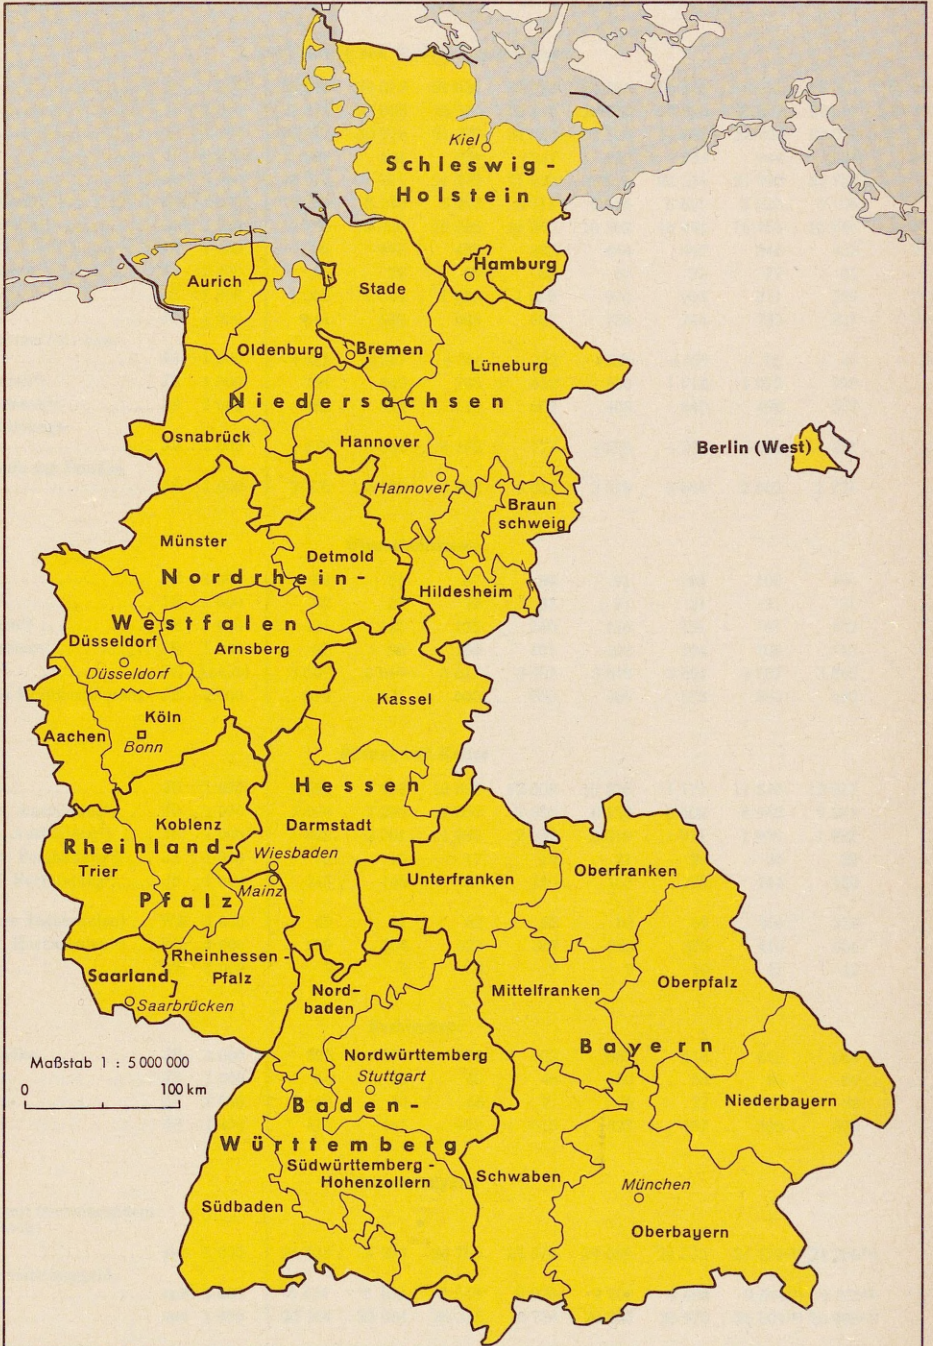 Kiel
Schleswig-
Holstein
Hamburg
Aurich
Stade
Oldenburg
Bremen
Lüneburg
Niedersachsen
Osnabrück
Hannover
Hannover
Braun
schweig
Berlin (West)
Münster
Detmold
Nordrhein-
Hildesheim
Westfalen
Düsseldorf
Arnsberg
Düsseldorf
Kassel
Köln
Aachen
Bonn
Hessen
Koblenz
Darmstadt
Rheinland-
Wiesbaden
Trier
Mainz
Unterfranken
Oberfranken
Pfalz
Rheinhessen-
Pfalz
Saarland
Saarbrücken
Nord-
baden
Mittelfranken
Oberpfalz
Bayern
Nordwürttemberg
Stuttgart
Maßstab 1 : 5 000 000
0 100 km
Baden-
Niederbayern
Württemberg
Südwürttemberg-
Hohenzollern
Schwaben
München
Südbaden
Oberbayern